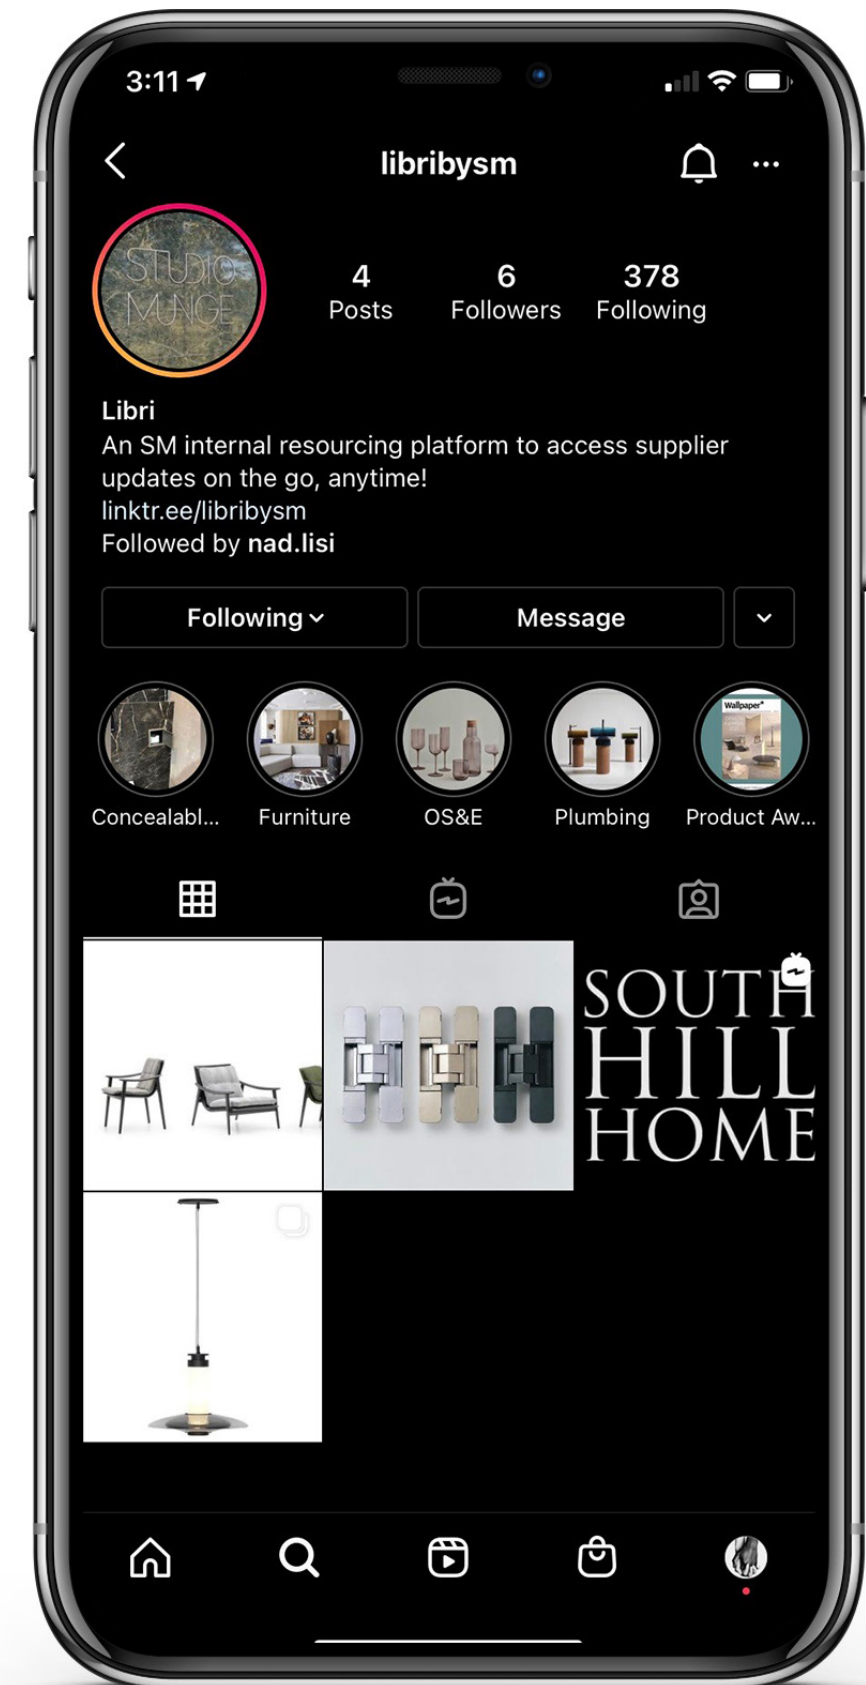 3:11
libribysm
STUDIO
MUNGE
4
Posts
6
Followers
378
Following
Libri
An SM internal resourcing platform to access supplier
updates on the go, anytime!
linktr.ee/libribysm
Followed by nad.lisi
Following
Message
Wallpaper*
Concealabl...
Furniture
OS&E
Plumbing
Product Aw...
SOUTH
HILL
HOME